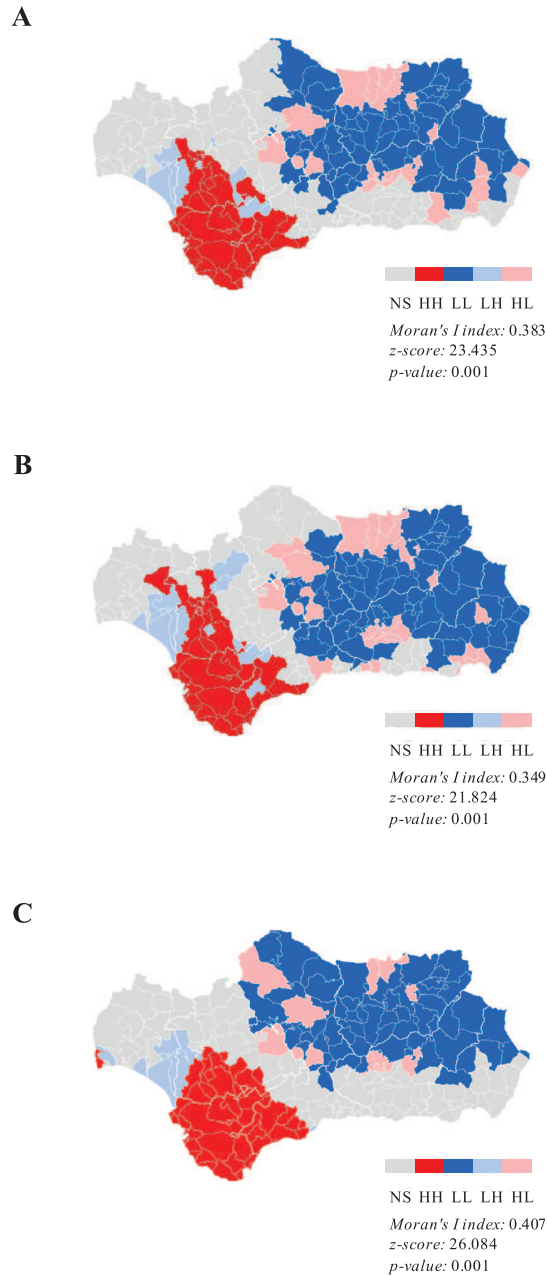 A
NS HH LL LH HL
Moran's I index: 0.383
z-score: 23.435
p-value: 0.001
B
NS HH LL LH HL
Moran's I index: 0.349
z-score: 21.824
p-value: 0.001
C
NS HH LL LH HL
Moran's I index: 0.407
z-score: 26.084
p-value: 0.001